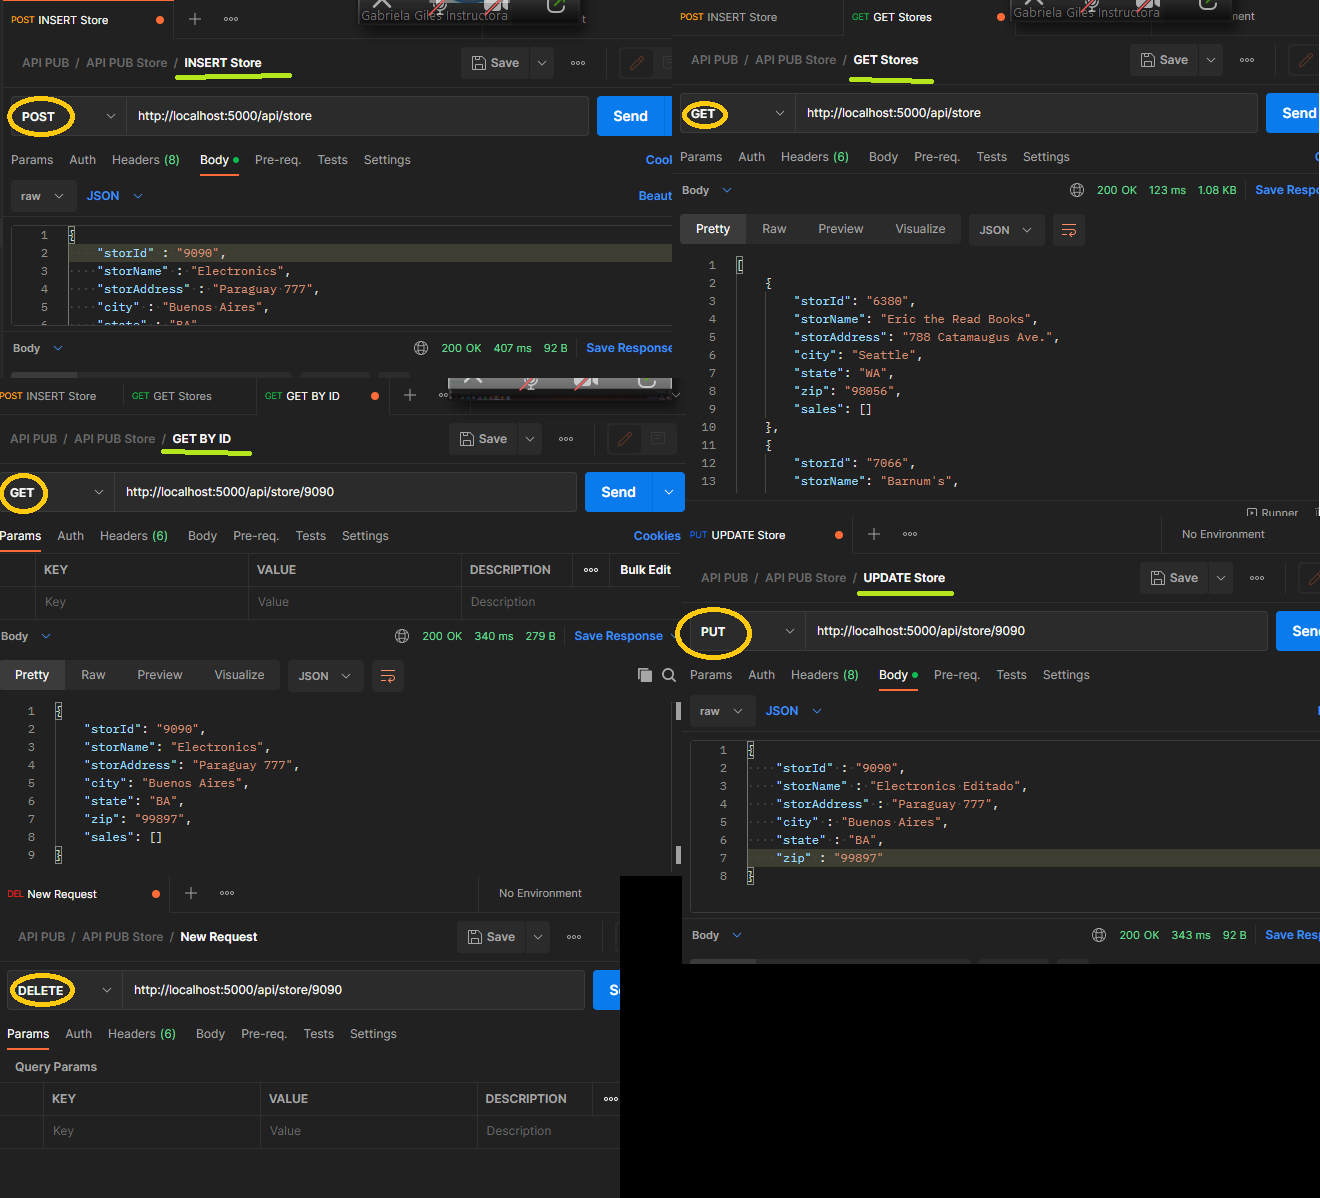 POST INSERT Store
Gabriela Giles Instructora
API PUB / API PUB Store / INSERT Store
Save
POST
http://localhost:5000/api/store
Send
Params Auth Headers (8) Body Pre-req. Tests Settings
raw JSON
1 {
2 "storId" : "9090",
3 "storName" : "Electronics",
4 "storAddress" : "Paraguay 777",
5 "city" : "Buenos Aires",
6 "state" : "BA"
Body
200 OK 407 ms 92 B Save Response
POST INSERT Store GET GET Stores
Gabriela Giles Instructora
API PUB / API PUB Store / GET Stores
Save
GET
http://localhost:5000/api/store
Send
Params Auth Headers (6) Body Pre-req. Tests Settings
Body
200 OK 123 ms 1.08 KB
Pretty Raw Preview Visualize JSON
1 [
2 {
3 "storId": "6380",
4 "storName": "Eric the Read Books",
5 "storAddress": "788 Catamaugus Ave.",
6 "city": "Seattle",
7 "state": "WA",
8 "zip": "98056",
9 "sales": []
10 },
11 {
12 "storId": "7066",
13 "storName": "Barnum's",
Runner
POST INSERT Store GET GET Stores GET GET BY ID
API PUB / API PUB Store / GET BY ID
Save
GET
http://localhost:5000/api/store/9090
Send
Params Auth Headers (6) Body Pre-req. Tests Settings
Cookies
KEY VALUE DESCRIPTION Bulk Edit
Key Value Description
Body
200 OK 340 ms 279 B Save Response
Pretty Raw Preview Visualize JSON
1 {
2 "storId": "9090",
3 "storName": "Electronics",
4 "storAddress": "Paraguay 777",
5 "city": "Buenos Aires",
6 "state": "BA",
7 "zip": "99897",
8 "sales": []
9 }
PUT UPDATE Store
No Environment
API PUB / API PUB Store / UPDATE Store
Save
PUT
http://localhost:5000/api/store/9090
Params Auth Headers (8) Body Pre-req. Tests Settings
raw JSON
1 {
2 "storId" : "9090",
3 "storName" : "Electronics Editado",
4 "storAddress" : "Paraguay 777",
5 "city" : "Buenos Aires",
6 "state" : "BA",
7 "zip" : "99897"
8 }
Body
200 OK 343 ms 92 B
DEL New Request
No Environment
API PUB / API PUB Store / New Request
Save
DELETE
http://localhost:5000/api/store/9090
Params Auth Headers (6) Body Pre-req. Tests Settings
Query Params
KEY VALUE DESCRIPTION
Key Value Description